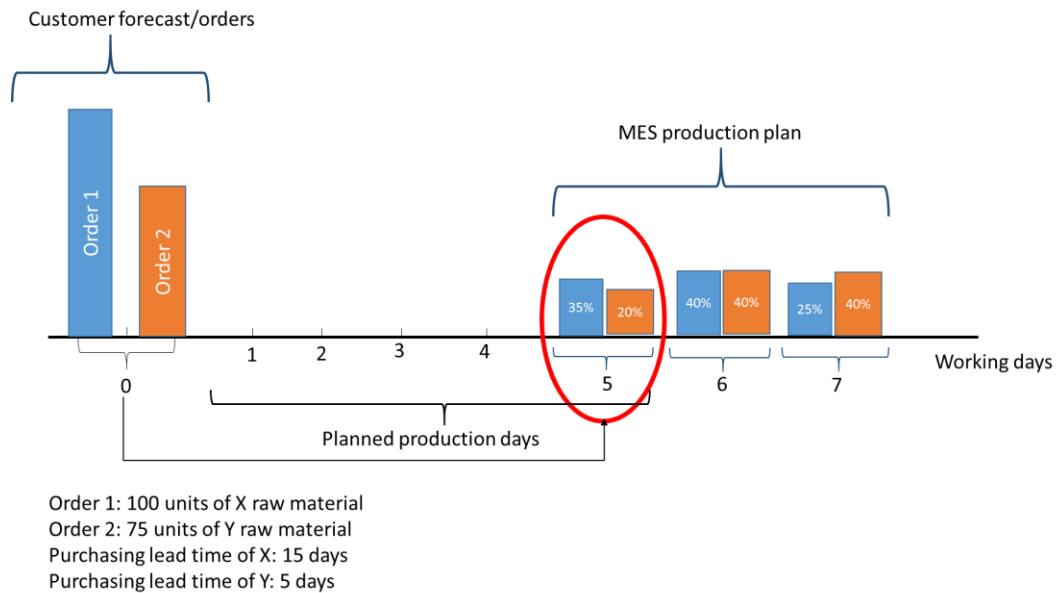 Customer forecast/orders
MES production plan
Order 1
Order 2
35%
20%
40%
40%
25%
40%
1
2
3
4
Working days
0
5
6
7
Planned production days
Order 1: 100 units of X raw material
Order 2: 75 units of Y raw material
Purchasing lead time of X: 15 days
Purchasing lead time of Y: 5 days